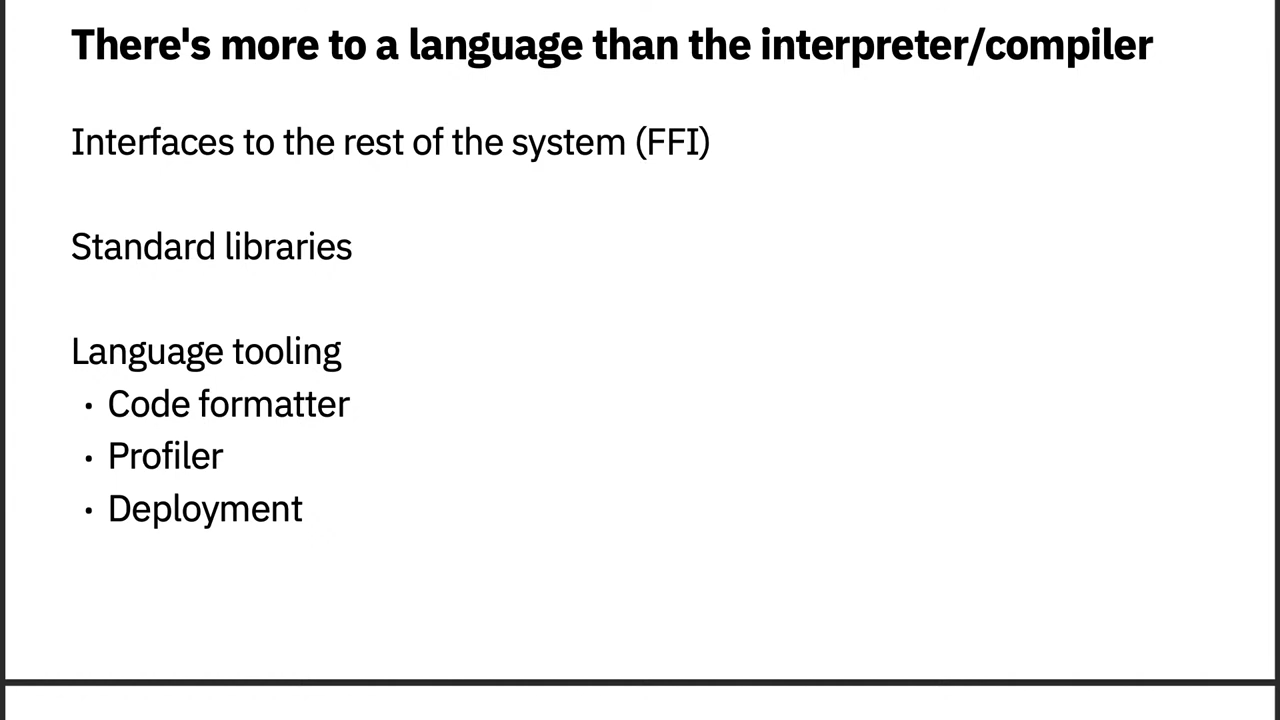 There's more to a language than the interpreter/compiler
Interfaces to the rest of the system (FFI)
Standard libraries
Language tooling
• Code formatter
• Profiler
• Deployment